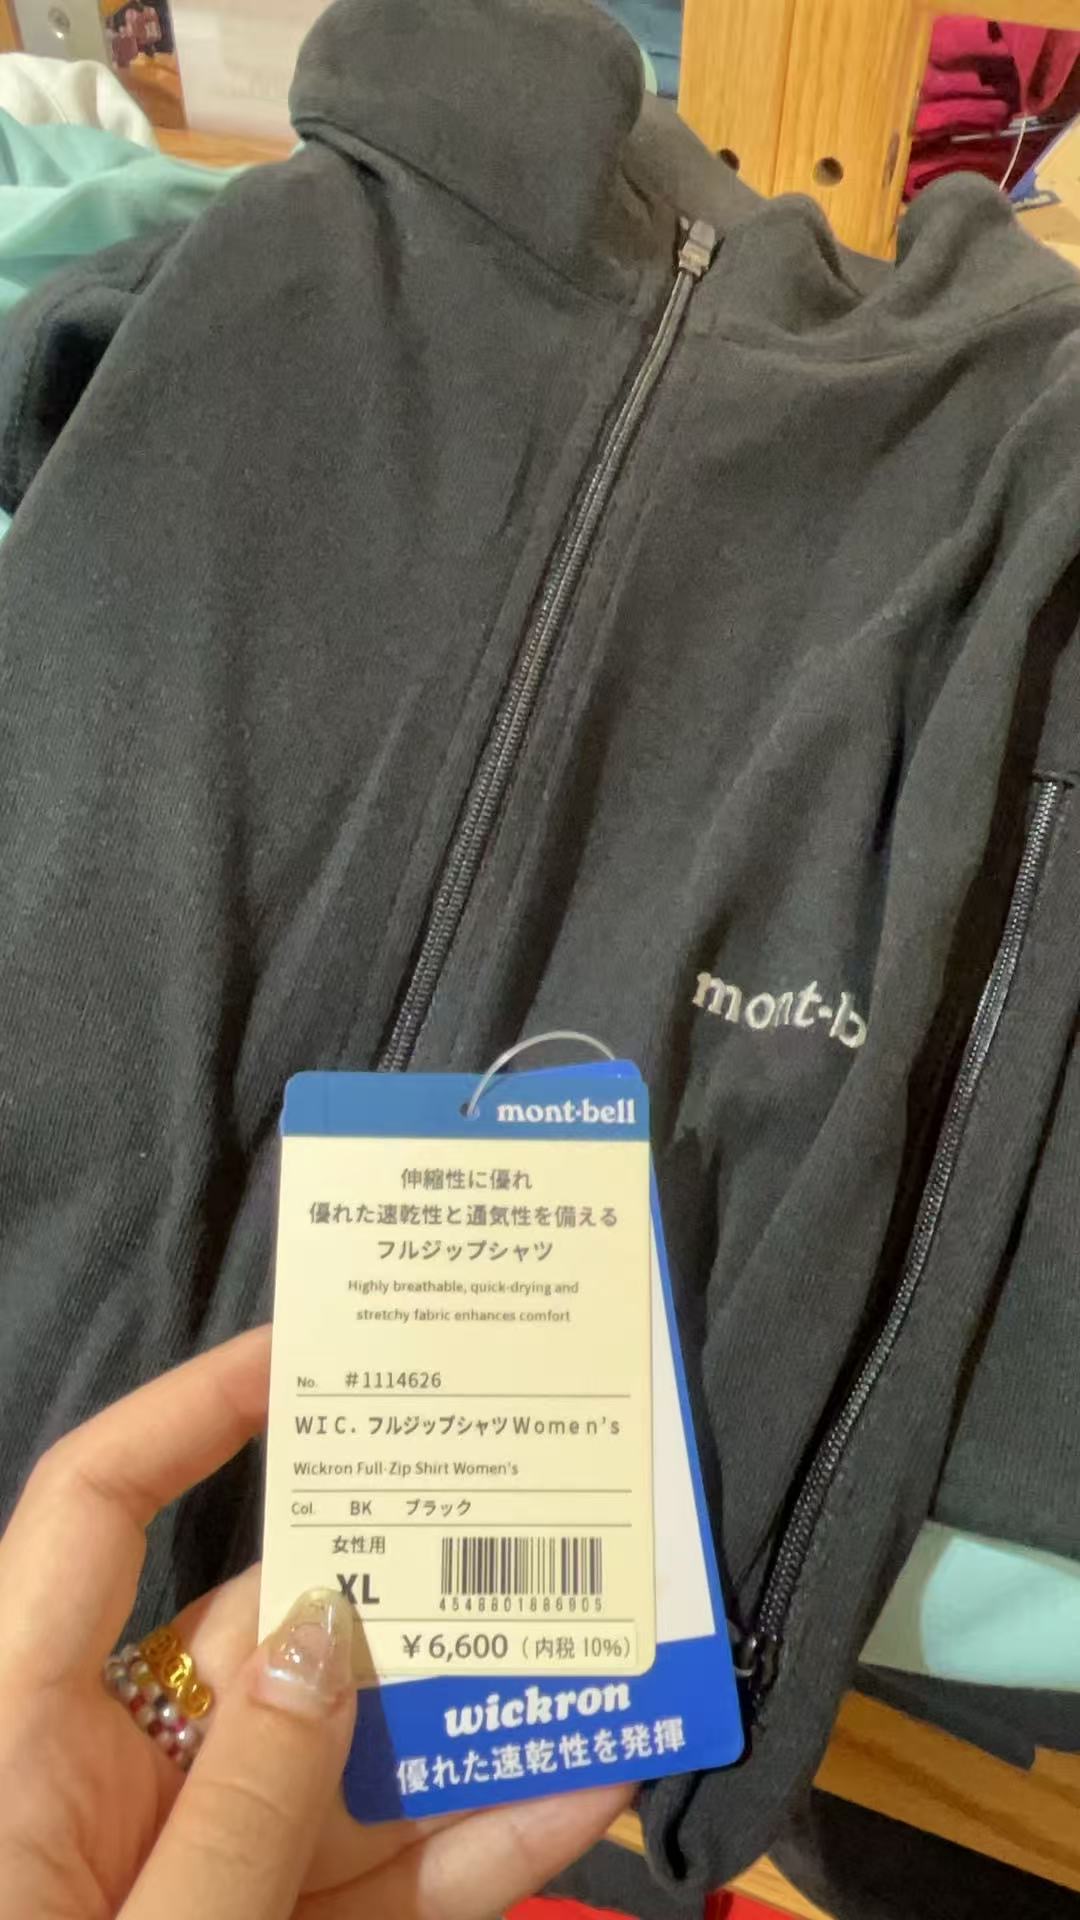 mont-b
mont·bell
伸縮性に優れ
優れた速乾性と通気性を備える
フルジップシャツ
Highly breathable, quick-drying and
stretchy fabric enhances comfort
No. #1114626
WIC. フルジップシャツ Women's
Wickron Full-Zip Shirt Women's
Col. BK ブラック
女性用
XL
4548801886905
¥6,600 (内税10%)
wickron
優れた速乾性を発揮